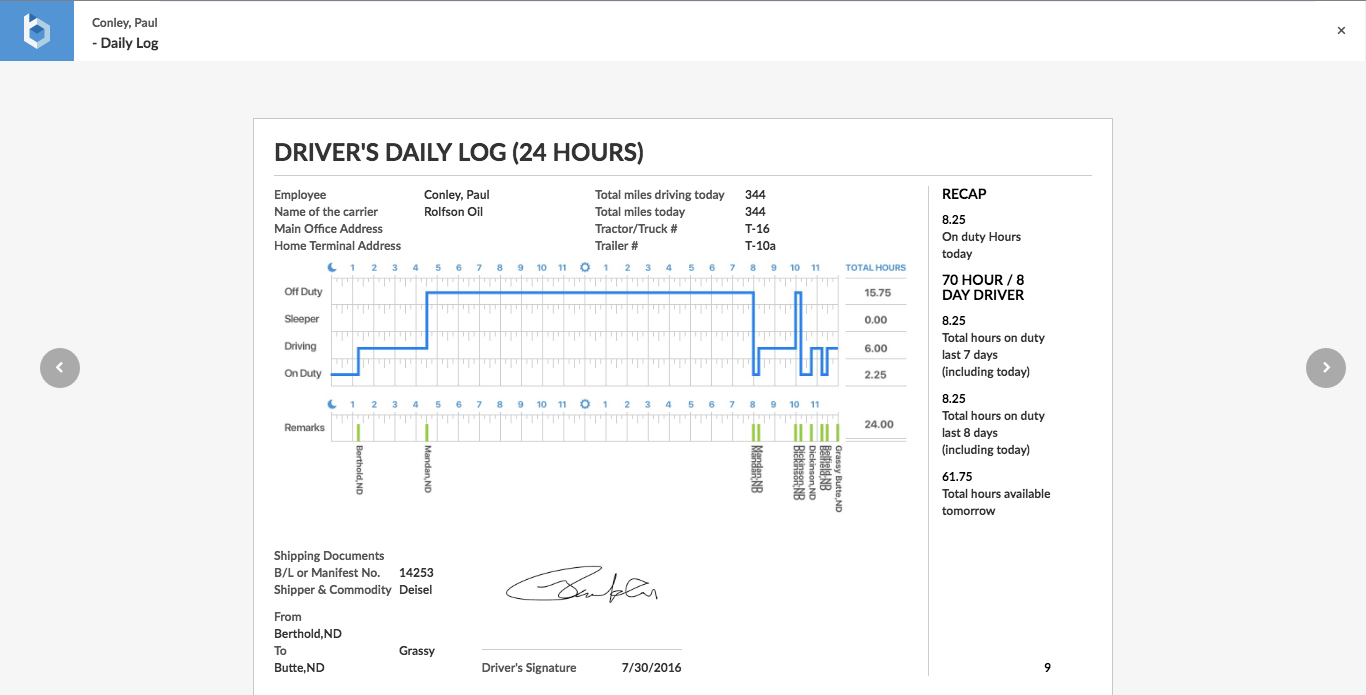 Conley, Paul
- Daily Log
×
DRIVER'S DAILY LOG (24 HOURS)
Employee Conley, Paul Total miles driving today 344
Name of the carrier Rolfson Oil Total miles today 344
Main Office Address Tractor/Truck # T-16
Home Terminal Address Trailer # T-10a
1 2 3 4 5 6 7 8 9 10 11 1 2 3 4 5 6 7 8 9 10 11 TOTAL HOURS
Off Duty 15.75
Sleeper 0.00
Driving 6.00
On Duty 2.25
1 2 3 4 5 6 7 8 9 10 11 1 2 3 4 5 6 7 8 9 10 11
Remarks 24.00
Berthold,ND
Mandan,ND
Mandan,ND
Mandan,ND
Dickinson,ND
Dickinson,ND
Dickinson,ND
Belfield,ND
Belfield,ND
Grassy Butte,ND
Shipping Documents
B/L or Manifest No. 14253
Shipper & Commodity Deisel
From
Berthold,ND
To Grassy
Butte,ND
Driver's Signature 7/30/2016
RECAP
8.25
On duty Hours
today
70 HOUR / 8
DAY DRIVER
8.25
Total hours on duty
last 7 days
(including today)
8.25
Total hours on duty
last 8 days
(including today)
61.75
Total hours available
tomorrow
9